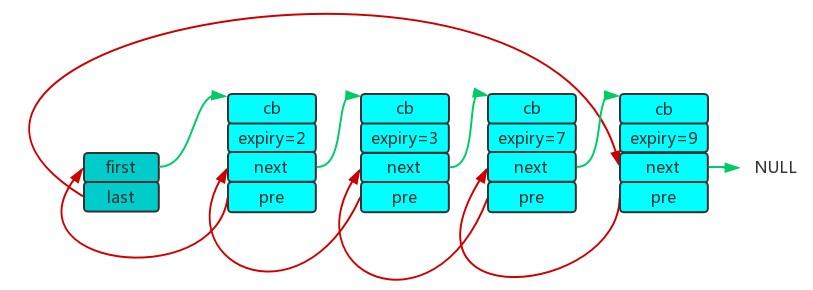 first
last
cb
expiry=2
next
pre
cb
expiry=3
next
pre
cb
expiry=7
next
pre
cb
expiry=9
next
pre
NULL